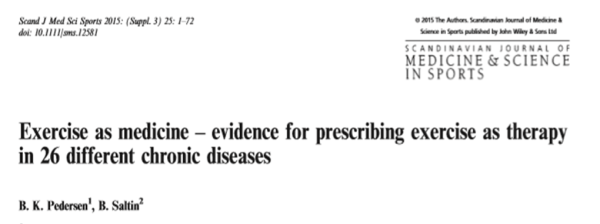 Scand J Med Sci Sports 2015: (Suppl. 3) 25: 1–72
doi: 10.1111/sms.12581
© 2015 The Authors. Scandinavian Journal of Medicine &
Science in Sports published by John Wiley & Sons Ltd
SCANDINAVIAN JOURNAL OF
MEDICINE & SCIENCE
IN SPORTS
Exercise as medicine – evidence for prescribing exercise as therapy
in 26 different chronic diseases
B. K. Pedersen¹, B. Saltin²